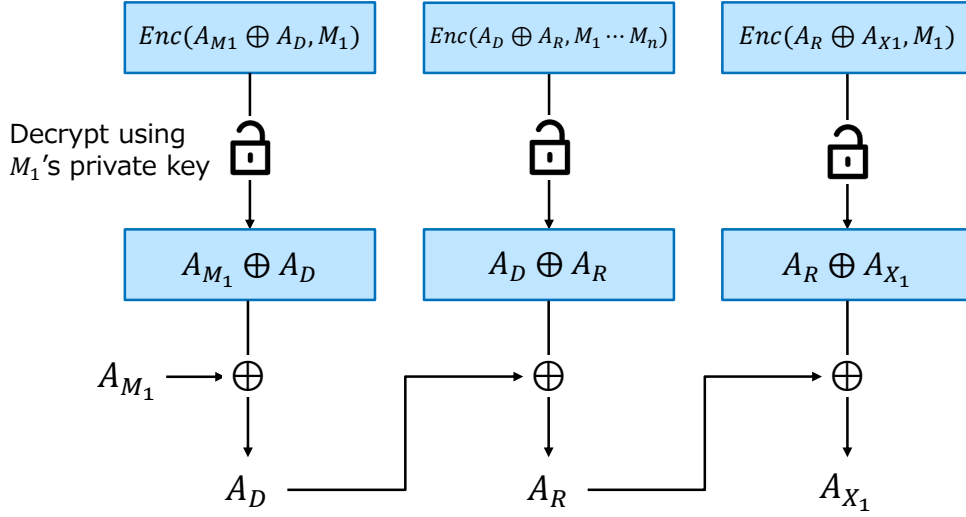 Enc(A_{M1} ⊕ A_D, M_1)
Enc(A_D ⊕ A_R, M_1 ⋯ M_n)
Enc(A_R ⊕ A_{X1}, M_1)
Decrypt using
M_1’s private key
A_{M_1} ⊕ A_D
A_D ⊕ A_R
A_R ⊕ A_{X_1}
A_{M_1}
⊕
⊕
⊕
A_D
A_R
A_{X_1}